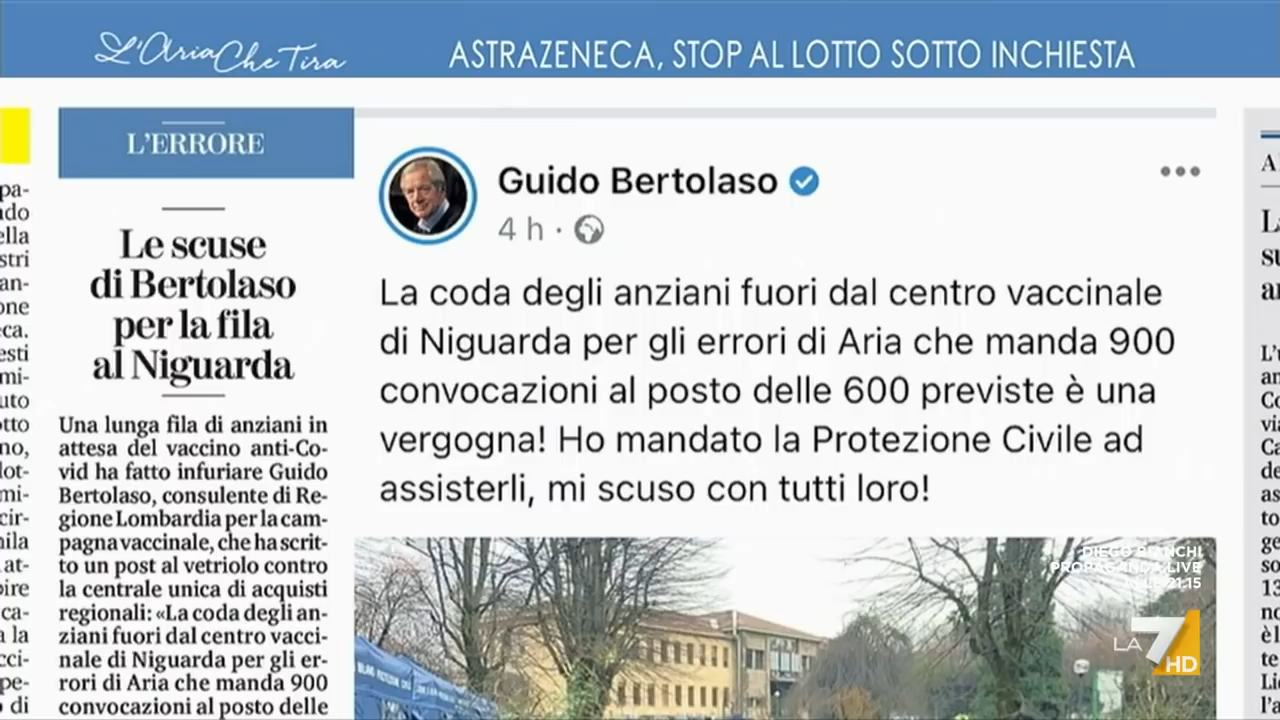 L'Aria Che Tira
ASTRAZENECA, STOP AL LOTTO SOTTO INCHIESTA
L'ERRORE
Le scuse
di Bertolaso
per la fila
al Niguarda
Una lunga fila di anziani in
attesa del vaccino anti-Co-
vid ha fatto infuriare Guido
Bertolaso, consulente di Re-
gione Lombardia per la cam-
pagna vaccinale, che ha scrit-
to un post al vetriolo contro
la centrale unica di acquisti
regionali: «La coda degli an-
ziani fuori dal centro vacci-
nale di Niguarda per gli er-
rori di Aria che manda 900
convocazioni al posto delle
Guido Bertolaso
4 h
La coda degli anziani fuori dal centro vaccinale
di Niguarda per gli errori di Aria che manda 900
convocazioni al posto delle 600 previste è una
vergogna! Ho mandato la Protezione Civile ad
assisterli, mi scuso con tutti loro!
DIEGO BIANCHI
PROPAGANDA LIVE
ALLE 21.15
LA 7 HD